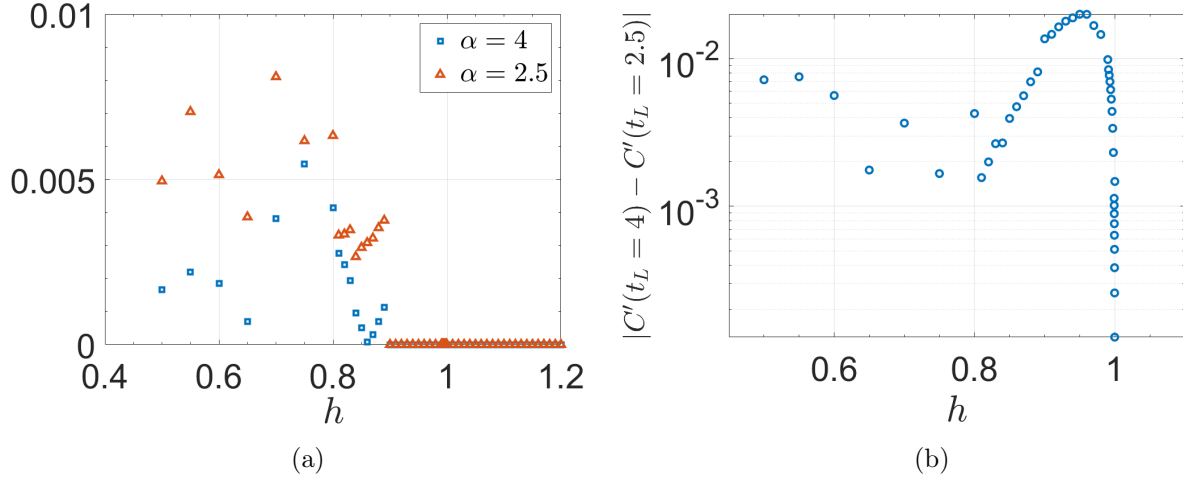 0.01
0.005
0
0.4
0.6
0.8
1
1.2
h
α = 4
α = 2.5
(a)
|C′(t_L = 4) − C′(t_L = 2.5)|
10^-2
10^-3
0.6
0.8
1
h
(b)